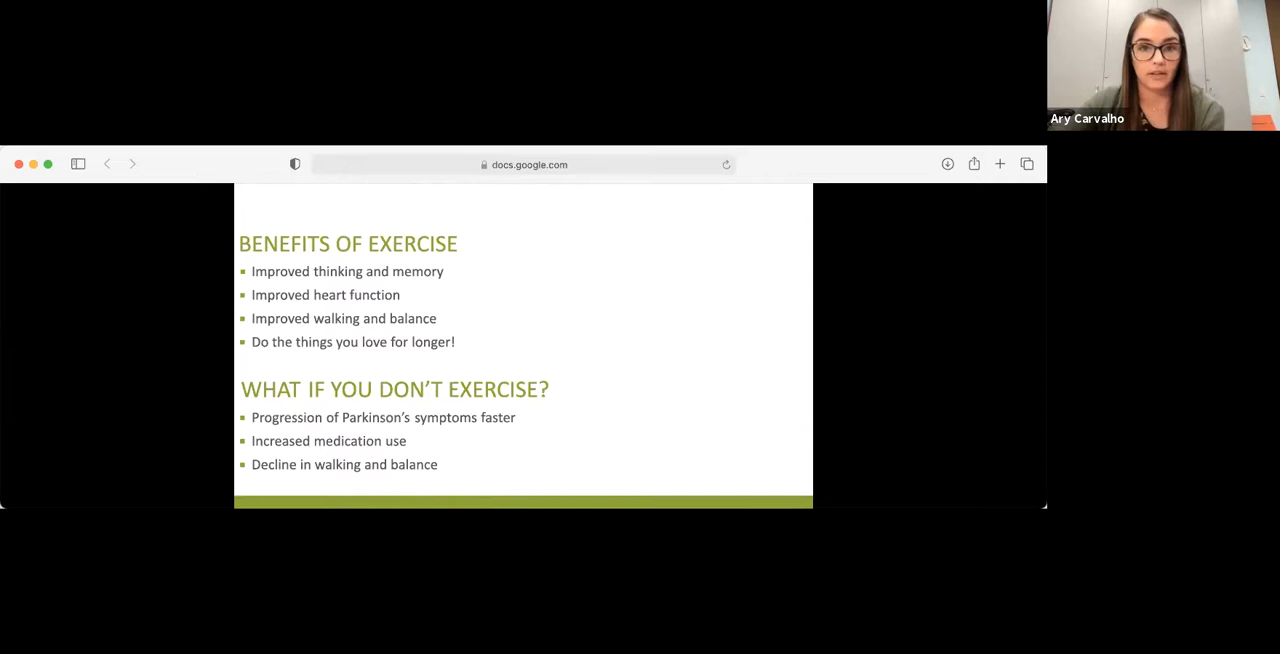 Ary Carvalho
docs.google.com
BENEFITS OF EXERCISE
▪ Improved thinking and memory
▪ Improved heart function
▪ Improved walking and balance
▪ Do the things you love for longer!
WHAT IF YOU DON'T EXERCISE?
▪ Progression of Parkinson's symptoms faster
▪ Increased medication use
▪ Decline in walking and balance